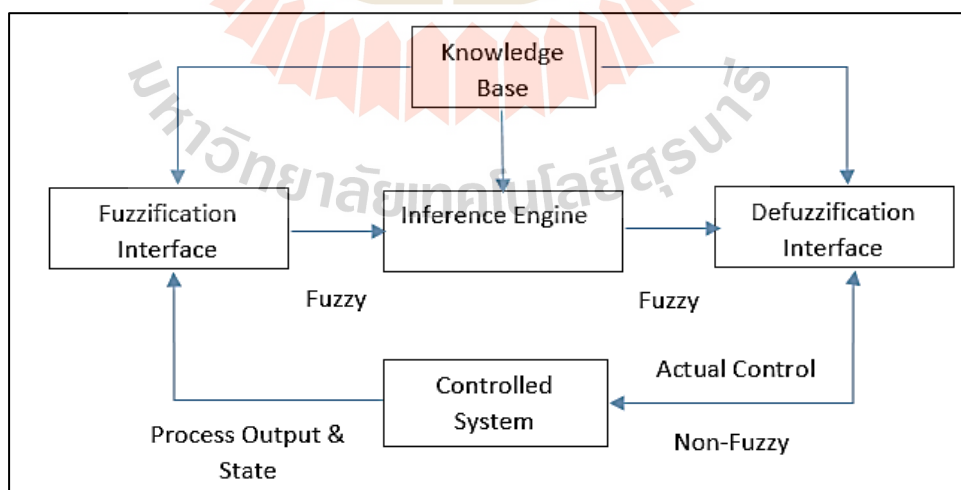 Knowledge
Base
มหาวิทยาลัยเทคโนโลยีสุรนารี
Fuzzification
Interface
Inference Engine
Defuzzification
Interface
Fuzzy
Fuzzy
Controlled
System
Actual Control
Process Output &
State
Non-Fuzzy